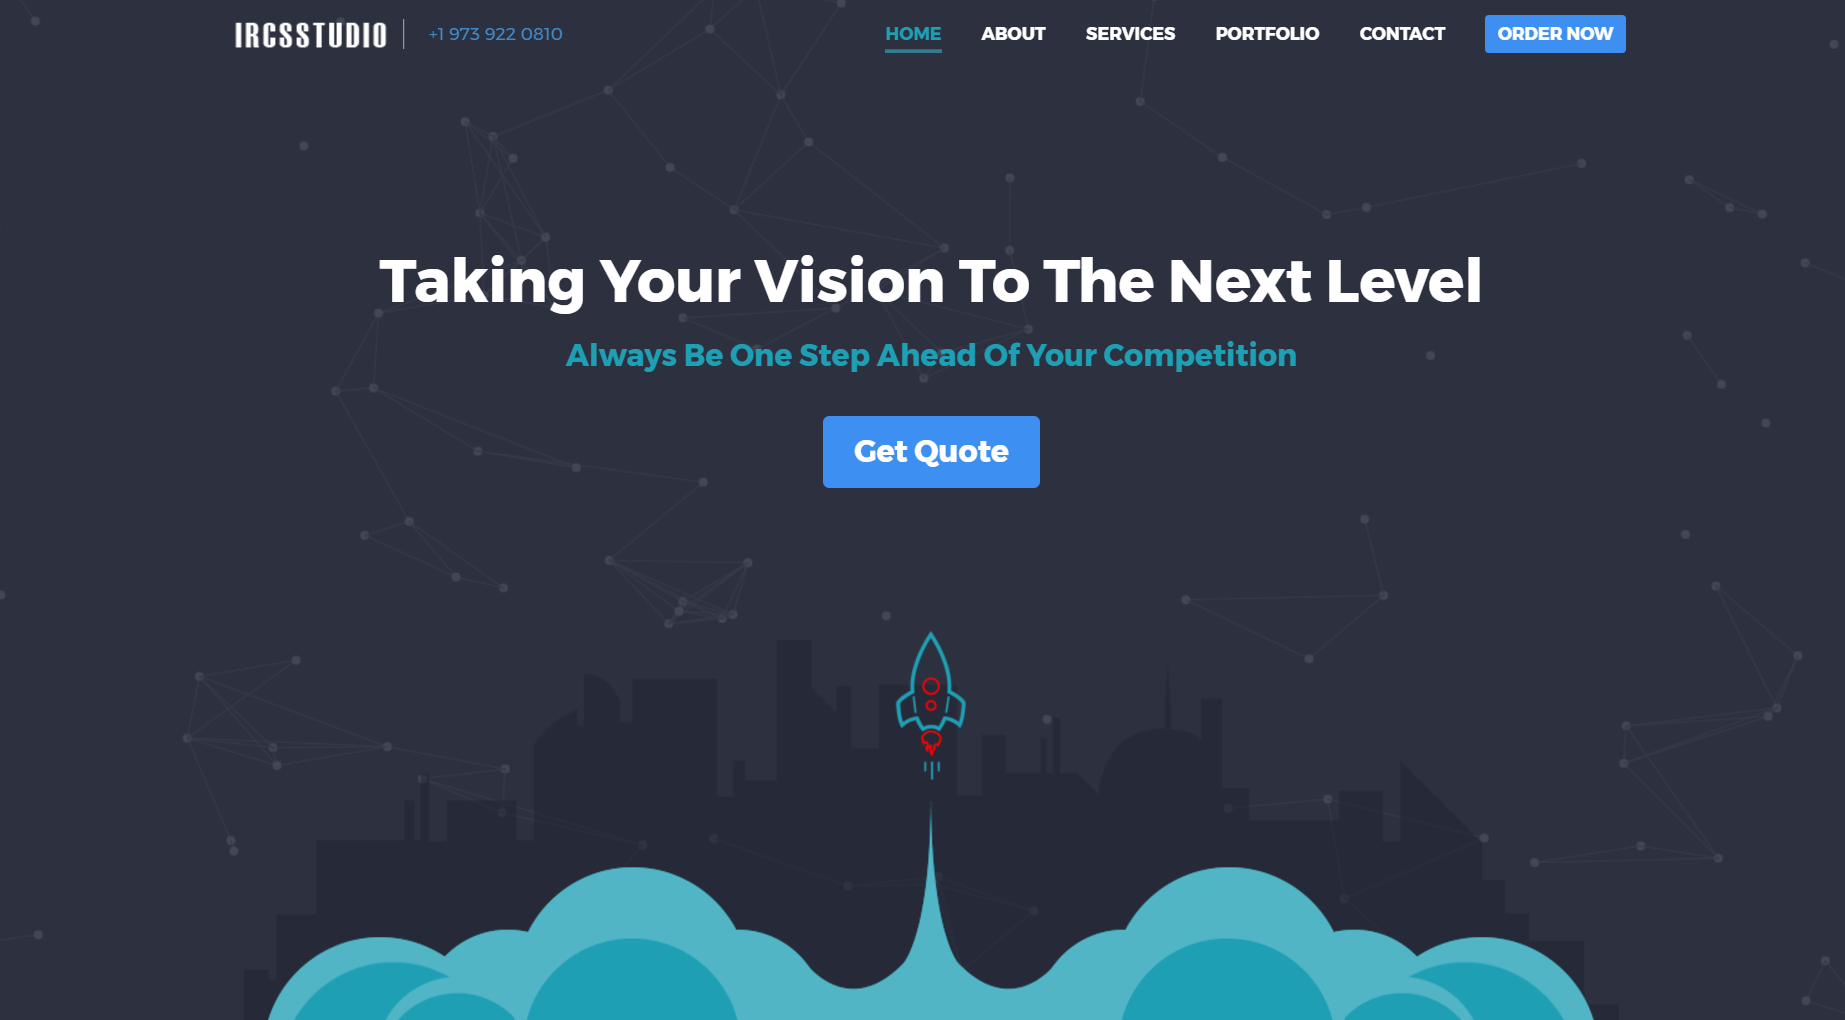 IRCSSTUDIO
+1 973 922 0810
HOME
ABOUT
SERVICES
PORTFOLIO
CONTACT
ORDER NOW
Taking Your Vision To The Next Level
Always Be One Step Ahead Of Your Competition
Get Quote